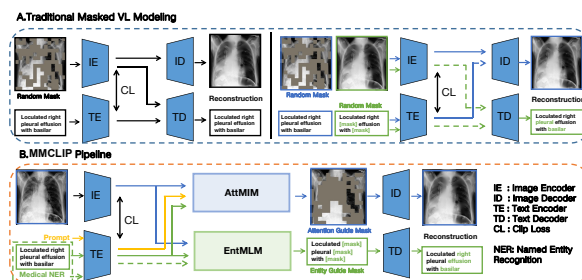 A.Traditional Masked VL Modeling
Random Mask
IE
TE
CL
ID
TD
Reconstruction
Loculated right
pleural effusion
with basilar
Loculated right
pleural effusion
with basilar
Random Mask
Random Mask
IE
TE
CL
ID
TD
Reconstruction
Loculated right
pleural effusion
with basilar
Loculated right
[mask] effusion
with [mask]
Loculated right
pleural effusion
with basilar
B.MMCLIP Pipeline
IE
TE
CL
Prompt
Loculated right
pleural effusion
with basilar
Medical NER
AttMIM
EntMLM
Attention Guide Mask
Loculated [mask]
pleural [mask]
[mask] [mask]
Entity Guide Mask
ID
TD
Reconstruction
Loculated right
pleural effusion
with basilar
IE : Image Encoder
ID : Image Decoder
TE : Text Encoder
TD : Text Decoder
CL : Clip Loss
NER: Named Entity
Recognition